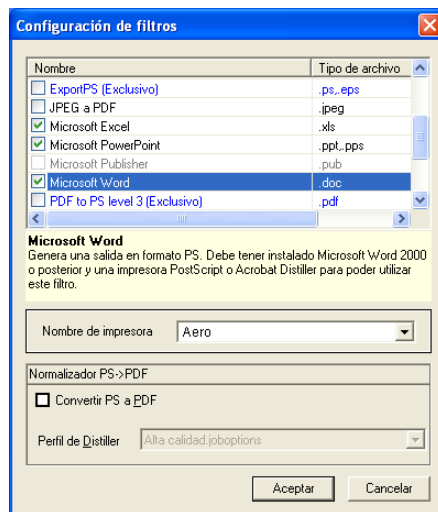 Configuración de filtros
Nombre Tipo de archivo
ExportPS (Exclusivo) .ps,.eps
JPEG a PDF .jpeg
Microsoft Excel .xls
Microsoft PowerPoint .ppt,.pps
Microsoft Publisher .pub
Microsoft Word .doc
PDF to PS level 3 (Exclusivo) .pdf
Microsoft Word
Genera una salida en formato PS. Debe tener instalado Microsoft Word 2000
o posterior y una impresora PostScript o Acrobat Distiller para poder utilizar
este filtro.
Nombre de impresora Aero
Normalizador PS->PDF
Convertir PS a PDF
Perfil de Distiller Alta calidad.joboptions
Aceptar Cancelar